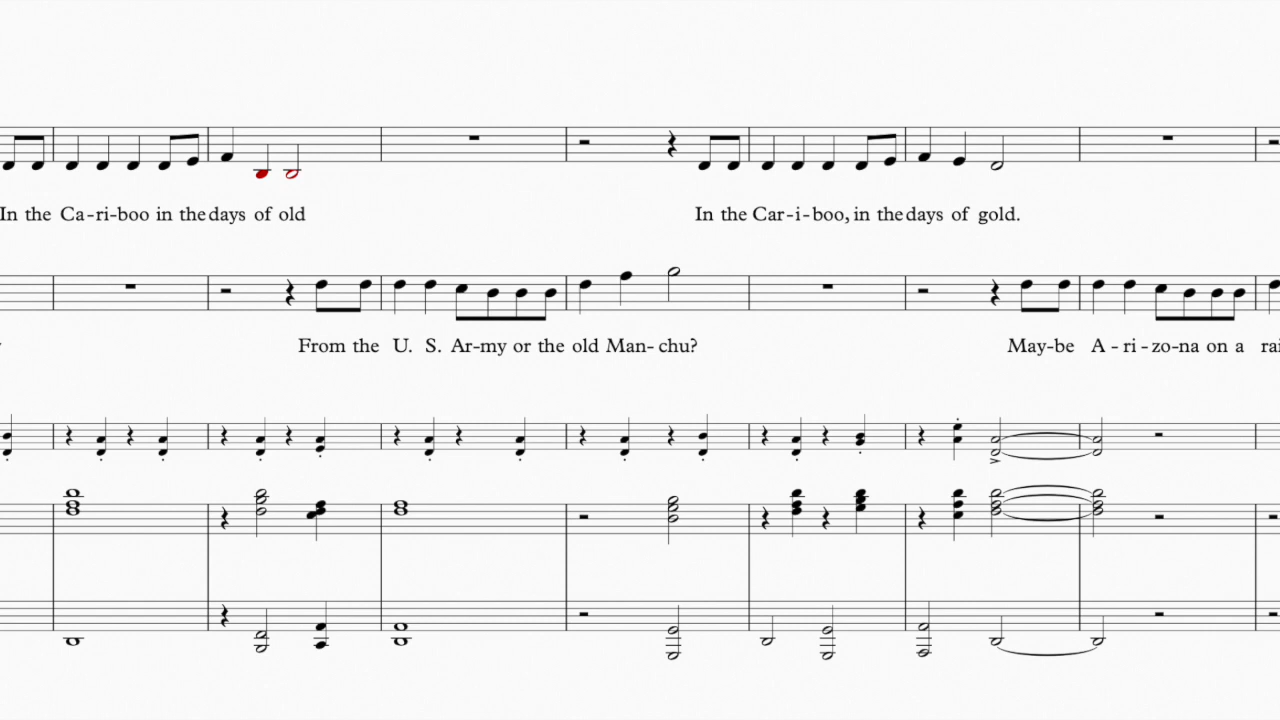 In the Ca-ri-boo in the days of old In the Car-i-boo, in the days of gold.
From the U. S. Ar-my or the old Man-chu? May-be A-ri-zo-na on a